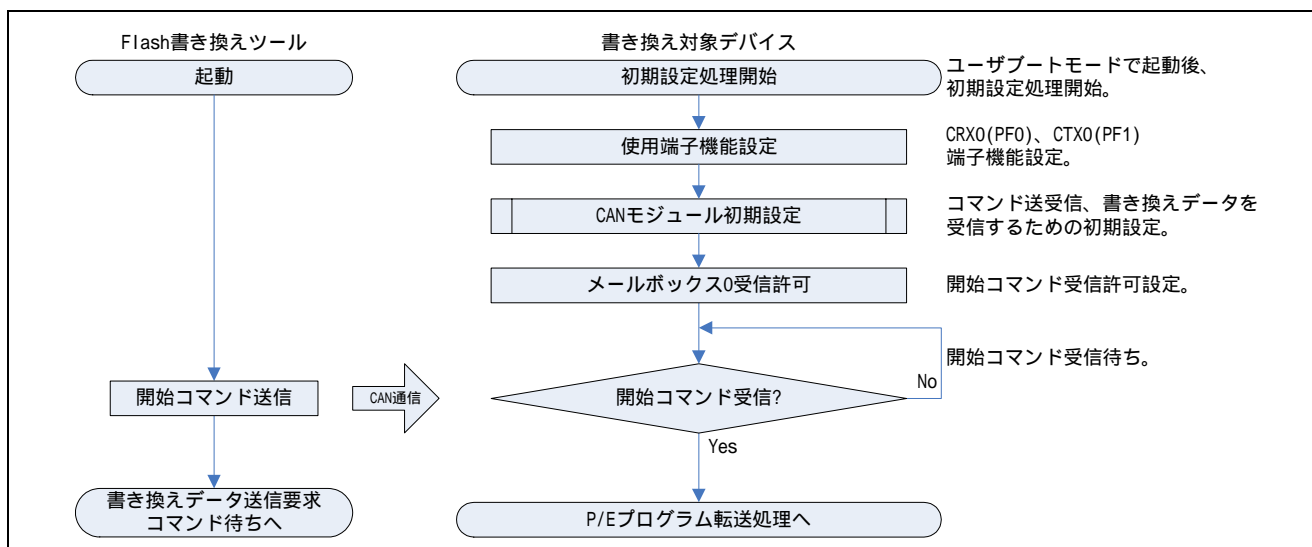 Flash書き換えツール
起動
開始コマンド送信
書き換えデータ送信要求
コマンド待ちへ
CAN通信
書き換え対象デバイス
初期設定処理開始
ユーザブートモードで起動後、
初期設定処理開始。
使用端子機能設定
CRX0(PF0)、CTX0(PF1)
端子機能設定。
CANモジュール初期設定
コマンド送受信、書き換えデータを
受信するための初期設定。
メールボックス0受信許可
開始コマンド受信許可設定。
開始コマンド受信待ち。
開始コマンド受信?
No
Yes
P/Eプログラム転送処理へ